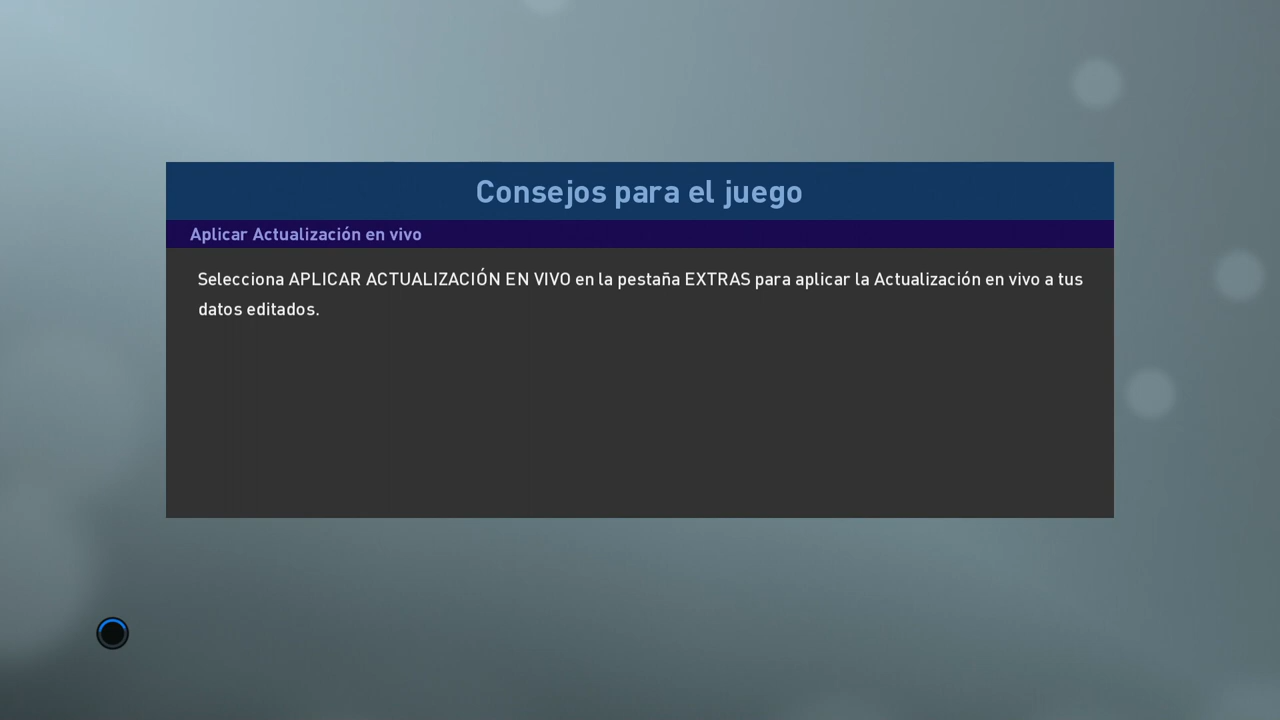 Consejos para el juego
Aplicar Actualización en vivo
Selecciona APLICAR ACTUALIZACIÓN EN VIVO en la pestaña EXTRAS para aplicar la Actualización en vivo a tus
datos editados.